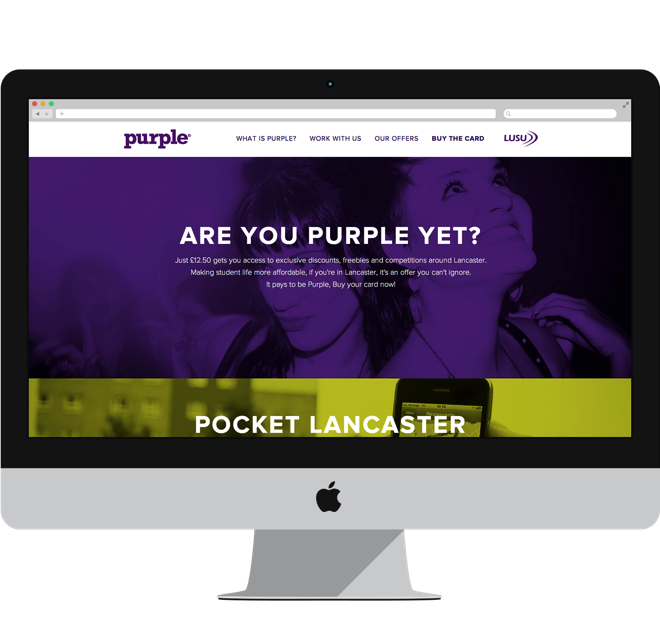 purple
WHAT IS PURPLE? WORK WITH US OUR OFFERS BUY THE CARD LUSU
ARE YOU PURPLE YET?
Just £12.50 gets you access to exclusive discounts, freebies and competitions around Lancaster.
Making student life more affordable, if you're in Lancaster, it's an offer you can't ignore.
It pays to be Purple, Buy your card now!
POCKET LANCASTER